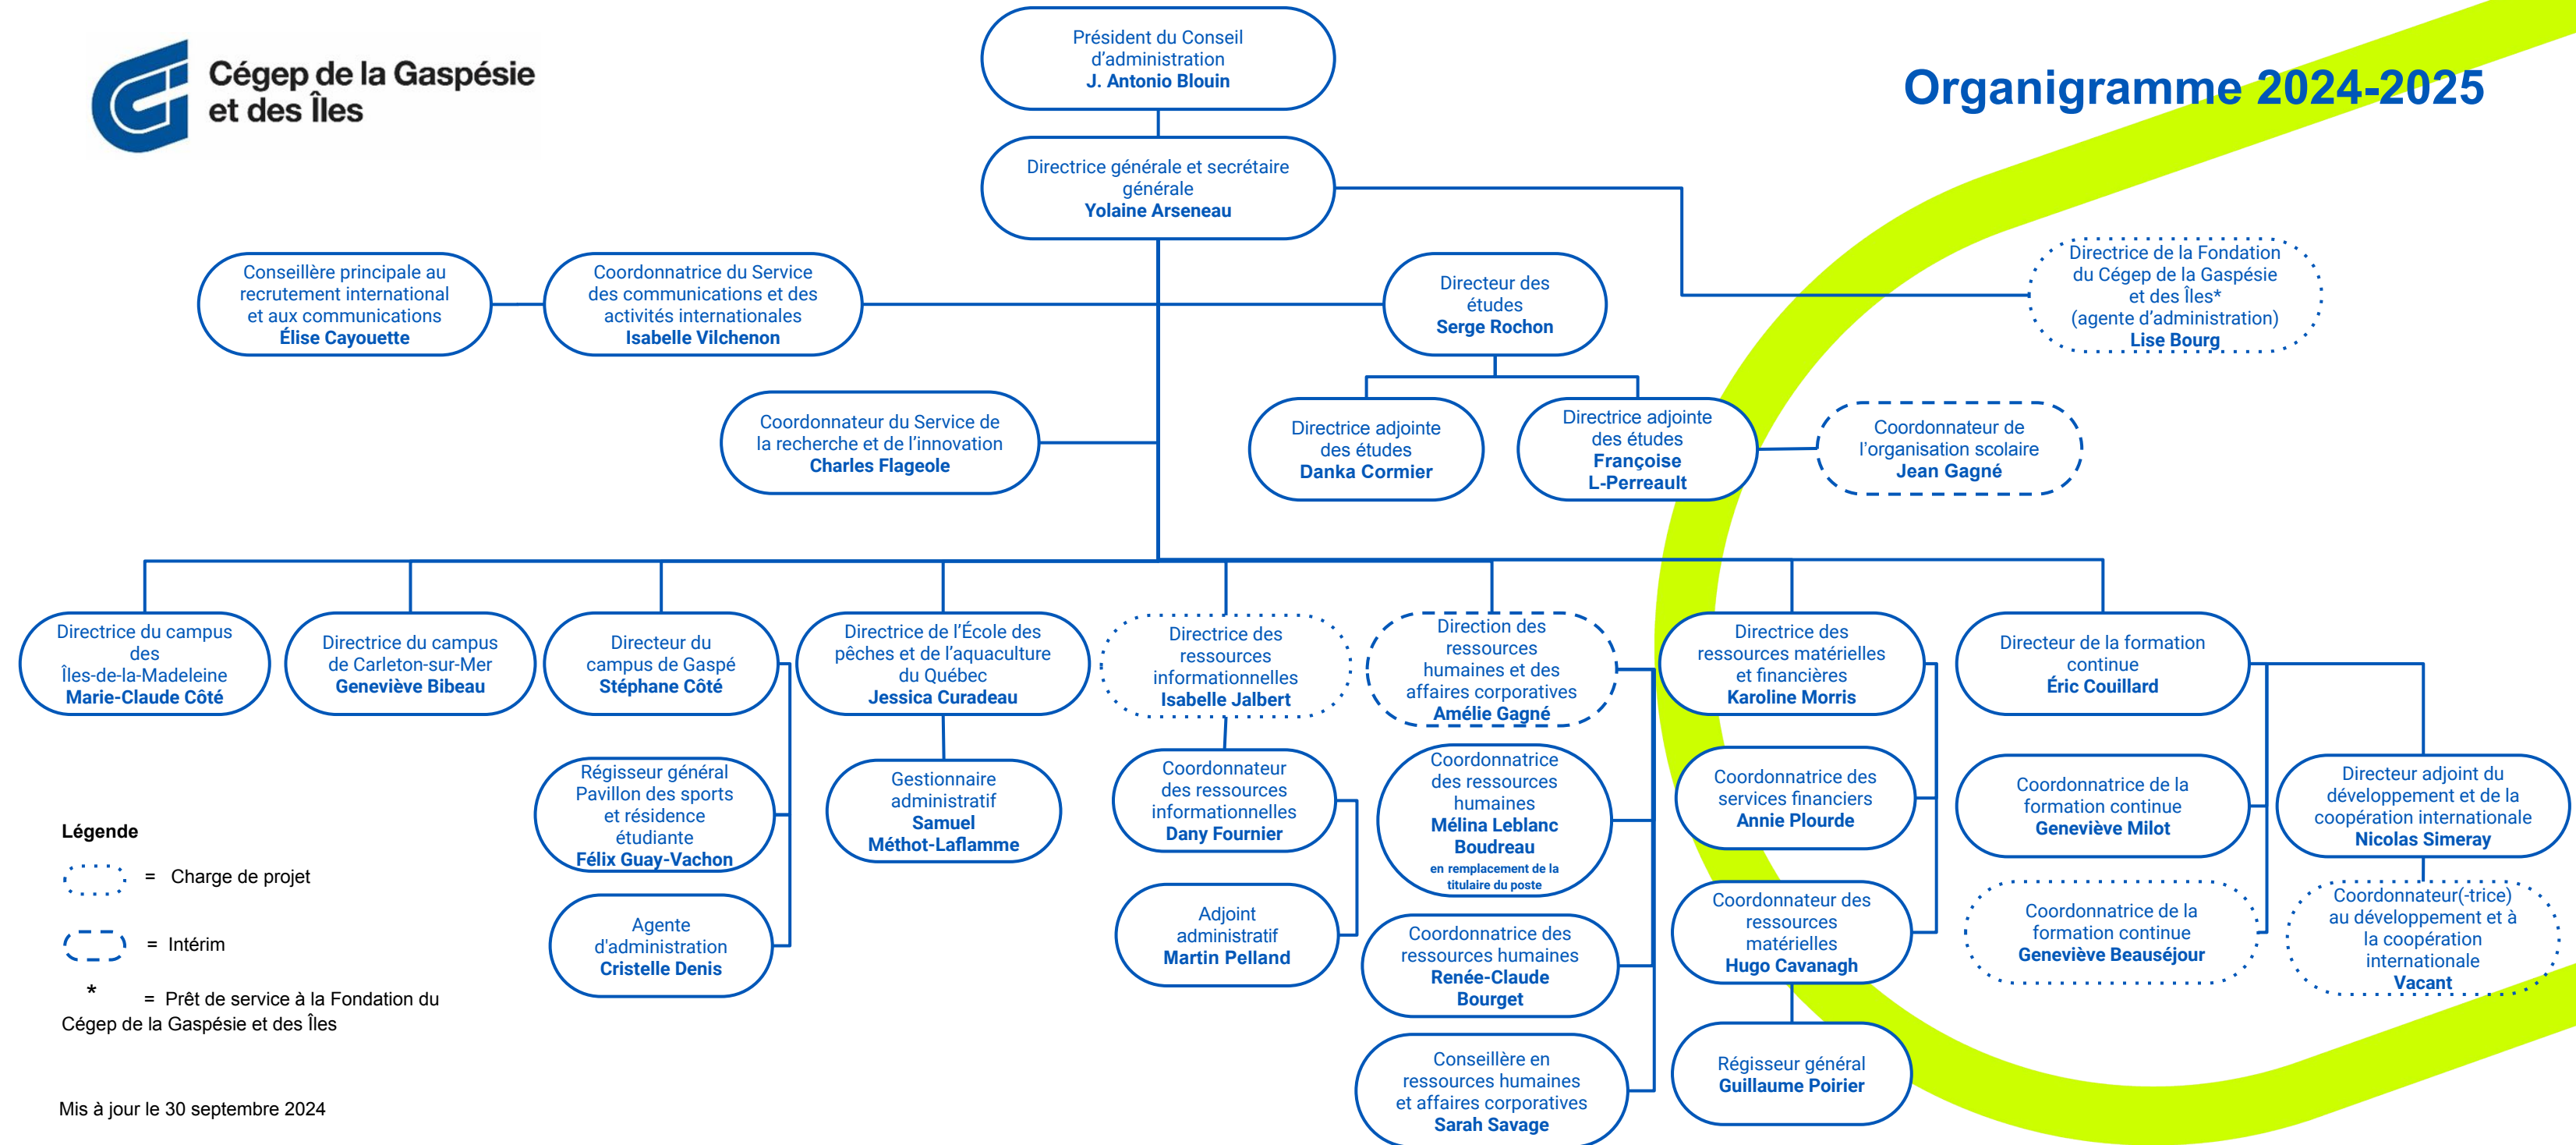 Cégep de la Gaspésie
et des Îles
Organigramme 2024-2025
Président du Conseil
d'administration
J. Antonio Blouin
Directrice générale et secrétaire
générale
Yolaine Arseneau
Conseillère principale au
recrutement international
et aux communications
Élise Cayouette
Coordonnatrice du Service
des communications et des
activités internationales
Isabelle Vilchenon
Directeur des
études
Serge Rochon
Directrice de la Fondation
du Cégep de la Gaspésie
et des Îles*
(agente d'administration)
Lise Bourg
Coordonnateur du Service de
la recherche et de l'innovation
Charles Flageole
Directrice adjointe
des études
Danka Cormier
Directrice adjointe
des études
Françoise
L-Perreault
Coordonnateur de
l'organisation scolaire
Jean Gagné
Directrice du campus
des
Îles-de-la-Madeleine
Marie-Claude Côté
Directrice du campus
de Carleton-sur-Mer
Geneviève Bibeau
Directeur du
campus de Gaspé
Stéphane Côté
Directrice de l'École des
pêches et de l'aquaculture
du Québec
Jessica Curadeau
Directrice des
ressources
informationnelles
Isabelle Jalbert
Direction des
ressources
humaines et des
affaires corporatives
Amélie Gagné
Directrice des
ressources matérielles
et financières
Karoline Morris
Directeur de la formation
continue
Éric Couillard
Régisseur général
Pavillon des sports
et résidence
étudiante
Félix Guay-Vachon
Gestionnaire
administratif
Samuel
Méthot-Laflamme
Coordonnateur
des ressources
informationnelles
Dany Fournier
Coordonnatrice
des ressources
humaines
Mélina Leblanc
Boudreau
en remplacement de la
titulaire du poste
Coordonnatrice des
services financiers
Annie Plourde
Coordonnatrice de la
formation continue
Geneviève Milot
Directeur adjoint du
développement et de la
coopération internationale
Nicolas Simeray
Agente
d'administration
Cristelle Denis
Adjoint
administratif
Martin Pelland
Coordonnatrice des
ressources humaines
Renée-Claude
Bourget
Coordonnateur des
ressources
matérielles
Hugo Cavanagh
Coordonnatrice de la
formation continue
Geneviève Beauséjour
Coordonnateur(-trice)
au développement et à
la coopération
internationale
Vacant
Conseillère en
ressources humaines
et affaires corporatives
Sarah Savage
Régisseur général
Guillaume Poirier
Légende
= Charge de projet
= Intérim
* = Prêt de service à la Fondation du
Cégep de la Gaspésie et des Îles
Mis à jour le 30 septembre 2024